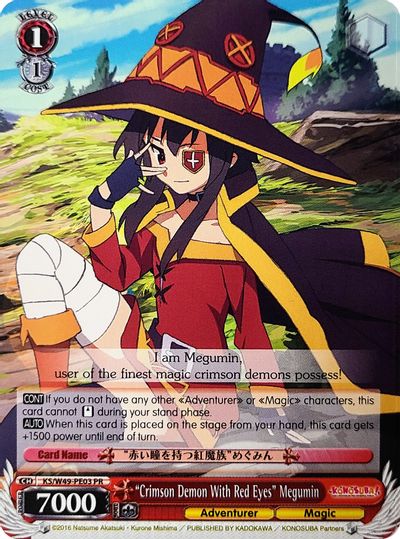 LEVEL
1
1
COST
I am Megumin,
user of the finest magic crimson demons possess!
CONT If you do not have any other «Adventurer» or «Magic» characters, this
card cannot during your stand phase.
AUTO When this card is placed on the stage from your hand, this card gets
+1500 power until end of turn.
Card Name "赤い瞳を持つ紅魔族"めぐみん
CH KS/W49-PE03 PR
POWER 7000
"Crimson Demon With Red Eyes" Megumin KONOSUBA
Adventurer Magic
©2016 Natsume Akatsuki・Kurone Mishima / PUBLISHED BY KADOKAWA / KONOSUBA Partners